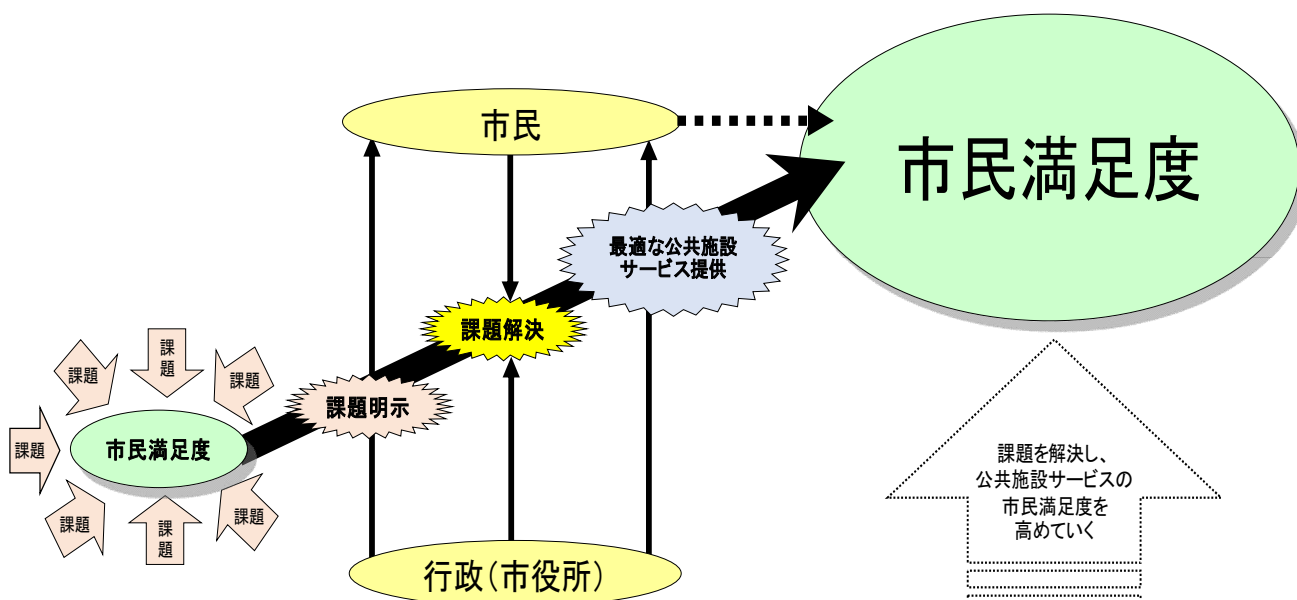 市民
市民満足度
最適な公共施設
サービス提供
課題解決
課題明示
課題
課題
課題
課題
市民満足度
課題
課題
課題
行政(市役所)
課題を解決し、
公共施設サービスの
市民満足度を
高めていく